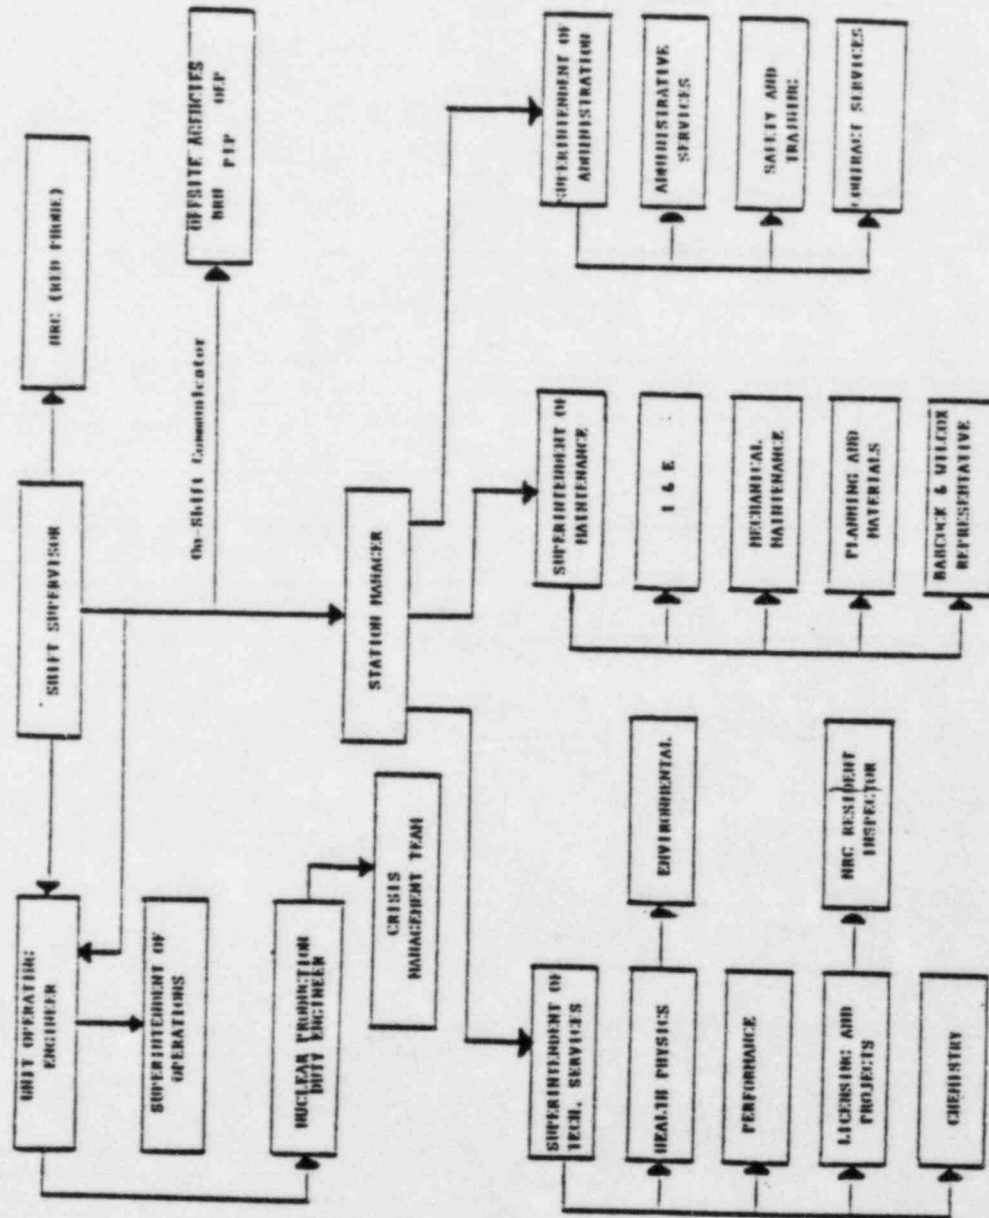 SHIFT SUPERVISOR
NRC (RED PHONE)
UNIT OPERATING
ENGINEER
SUPERINTENDENT OF
OPERATIONS
On-Shift Communicator
OFFSITE AGENCIES
PIP
NUCLEAR PRODUCTION
DUTY ENGINEER
CRISIS
MANAGEMENT TEAM
STATION MANAGER
SUPERINTENDENT OF
TECH. SERVICES
HEALTH PHYSICS
ENVIRONMENTAL
PERFORMANCE
LICENSING AND
PROJECTS
NRC RESIDENT
INSPECTOR
CHEMISTRY
SUPERINTENDENT OF
MAINTENANCE
I & E
MECHANICAL
MAINTENANCE
PLANNING AND
MATERIALS
BABCOCK & WILCOX
REPRESENTATIVE
SUPERINTENDENT OF
ADMINISTRATION
ADMINISTRATIVE
SERVICES
SAFETY AND
TRAINING
CONTRACT SERVICES